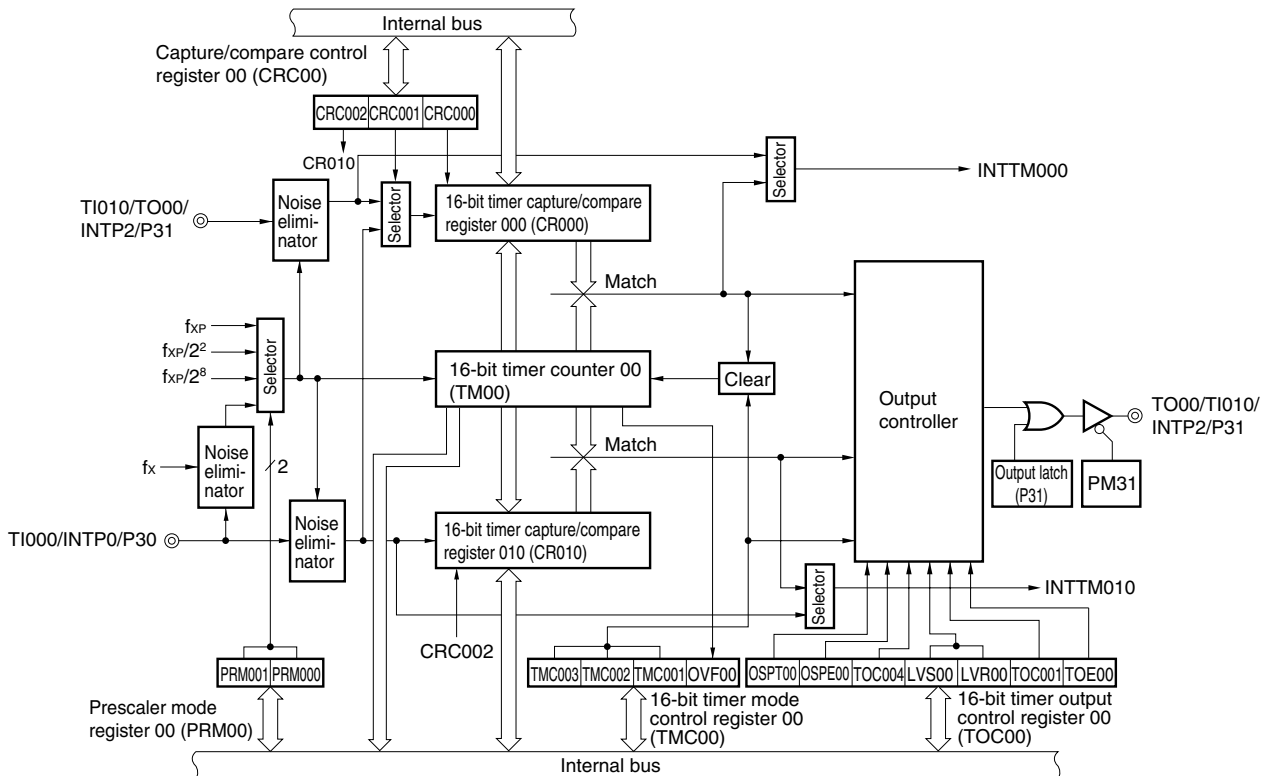 Internal bus
Capture/compare control
register 00 (CRC00)
CRC002 CRC001 CRC000
CR010
TI010/TO00/
INTP2/P31
Noise
elimi-
nator
Selector
16-bit timer capture/compare
register 000 (CR000)
Selector
INTTM000
Match
fXP
fXP/2²
fXP/2⁸
Selector
16-bit timer counter 00
(TM00)
Clear
Output
controller
TO00/TI010/
INTP2/P31
fX
Noise
elimi-
nator
2
Match
Output latch
(P31)
PM31
TI000/INTP0/P30
Noise
elimi-
nator
16-bit timer capture/compare
register 010 (CR010)
Selector
INTTM010
CRC002
PRM001 PRM000
TMC003 TMC002 TMC001 OVF00
OSPT00 OSPE00 TOC004 LVS00 LVR00 TOC001 TOE00
Prescaler mode
register 00 (PRM00)
16-bit timer mode
control register 00
(TMC00)
16-bit timer output
control register 00
(TOC00)
Internal bus